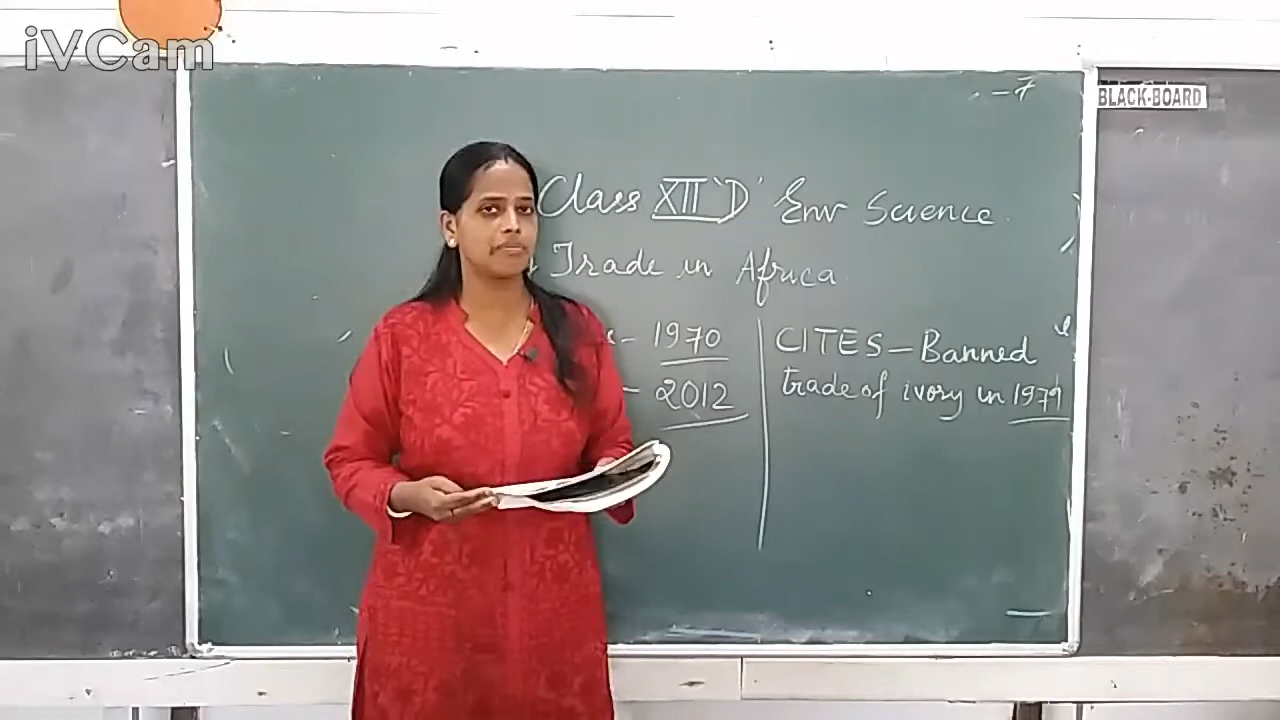 iVCam
BLACK-BOARD
- 7
Class XII 'D' Env Science
Trade in Africa
- 1970
- 2012
CITES - Banned
trade of ivory in 1979